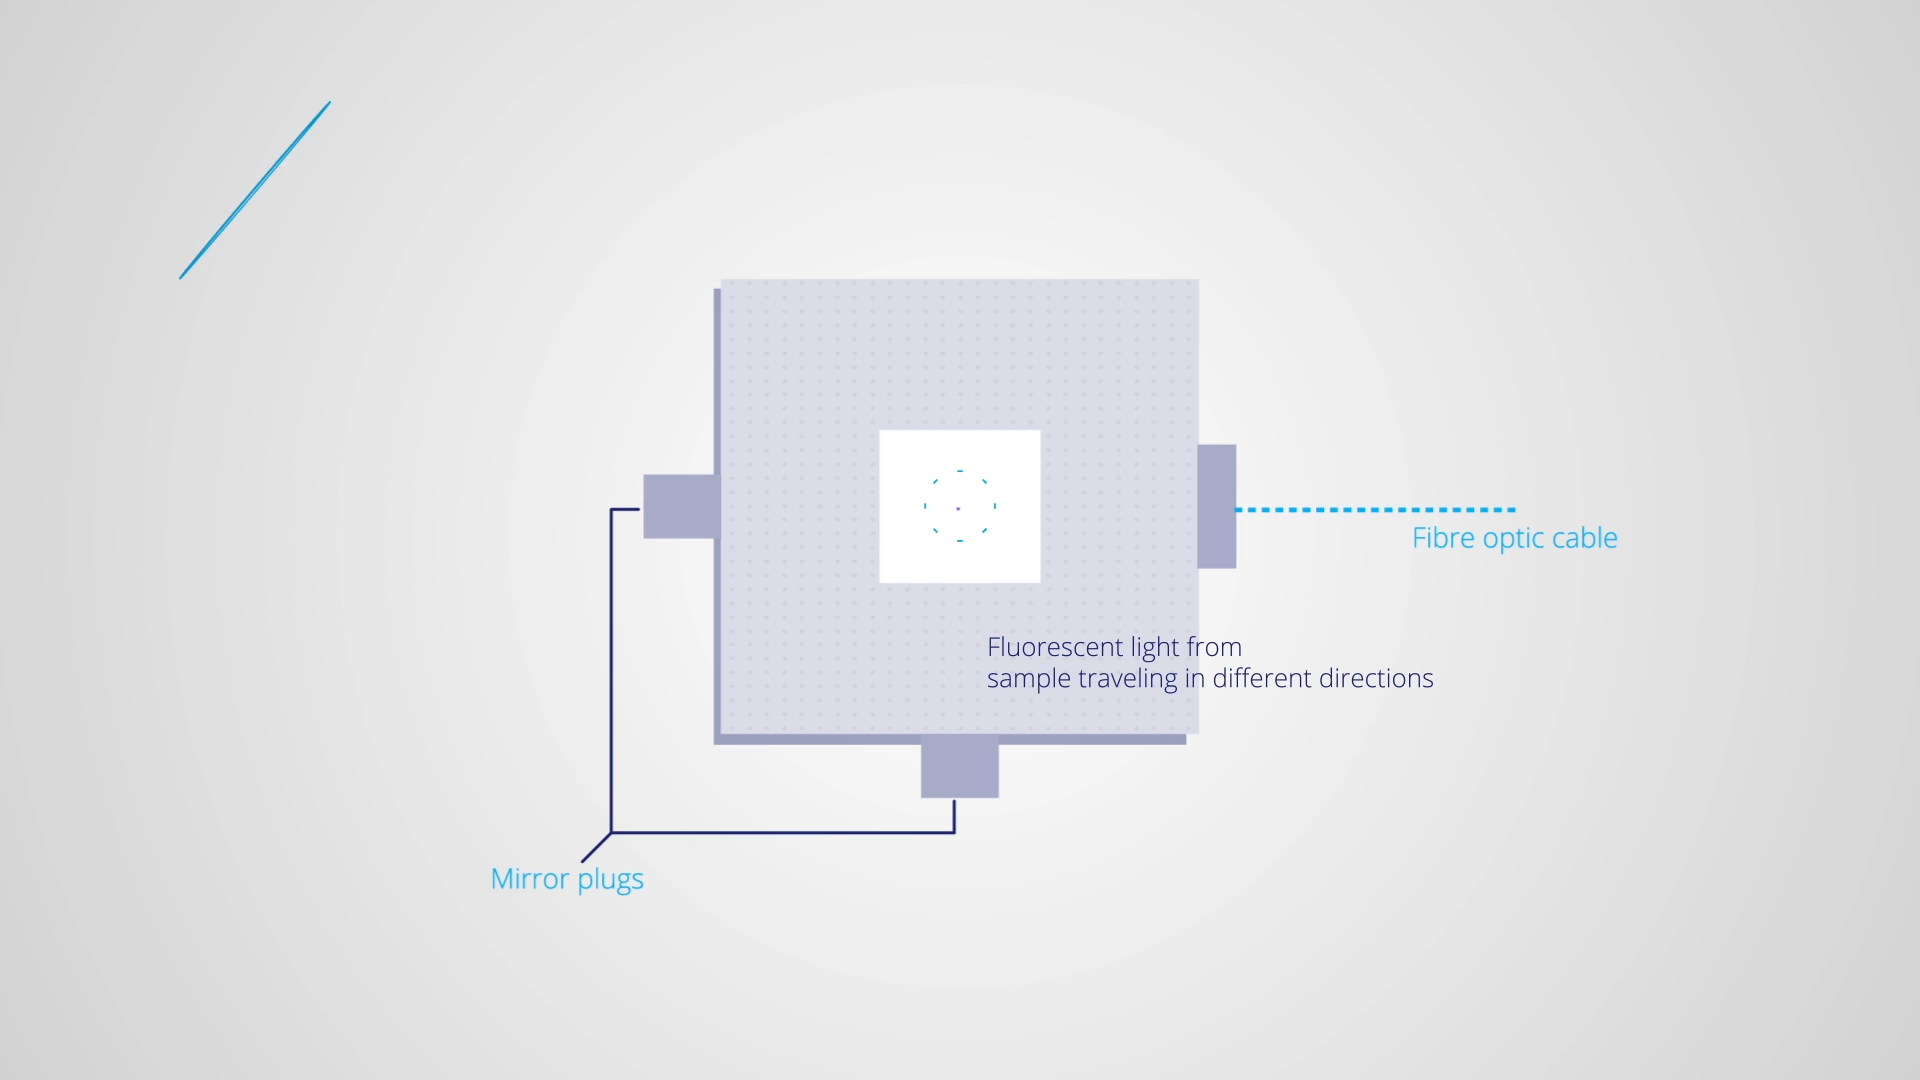 Fibre optic cable
Fluorescent light from
sample traveling in different directions
Mirror plugs